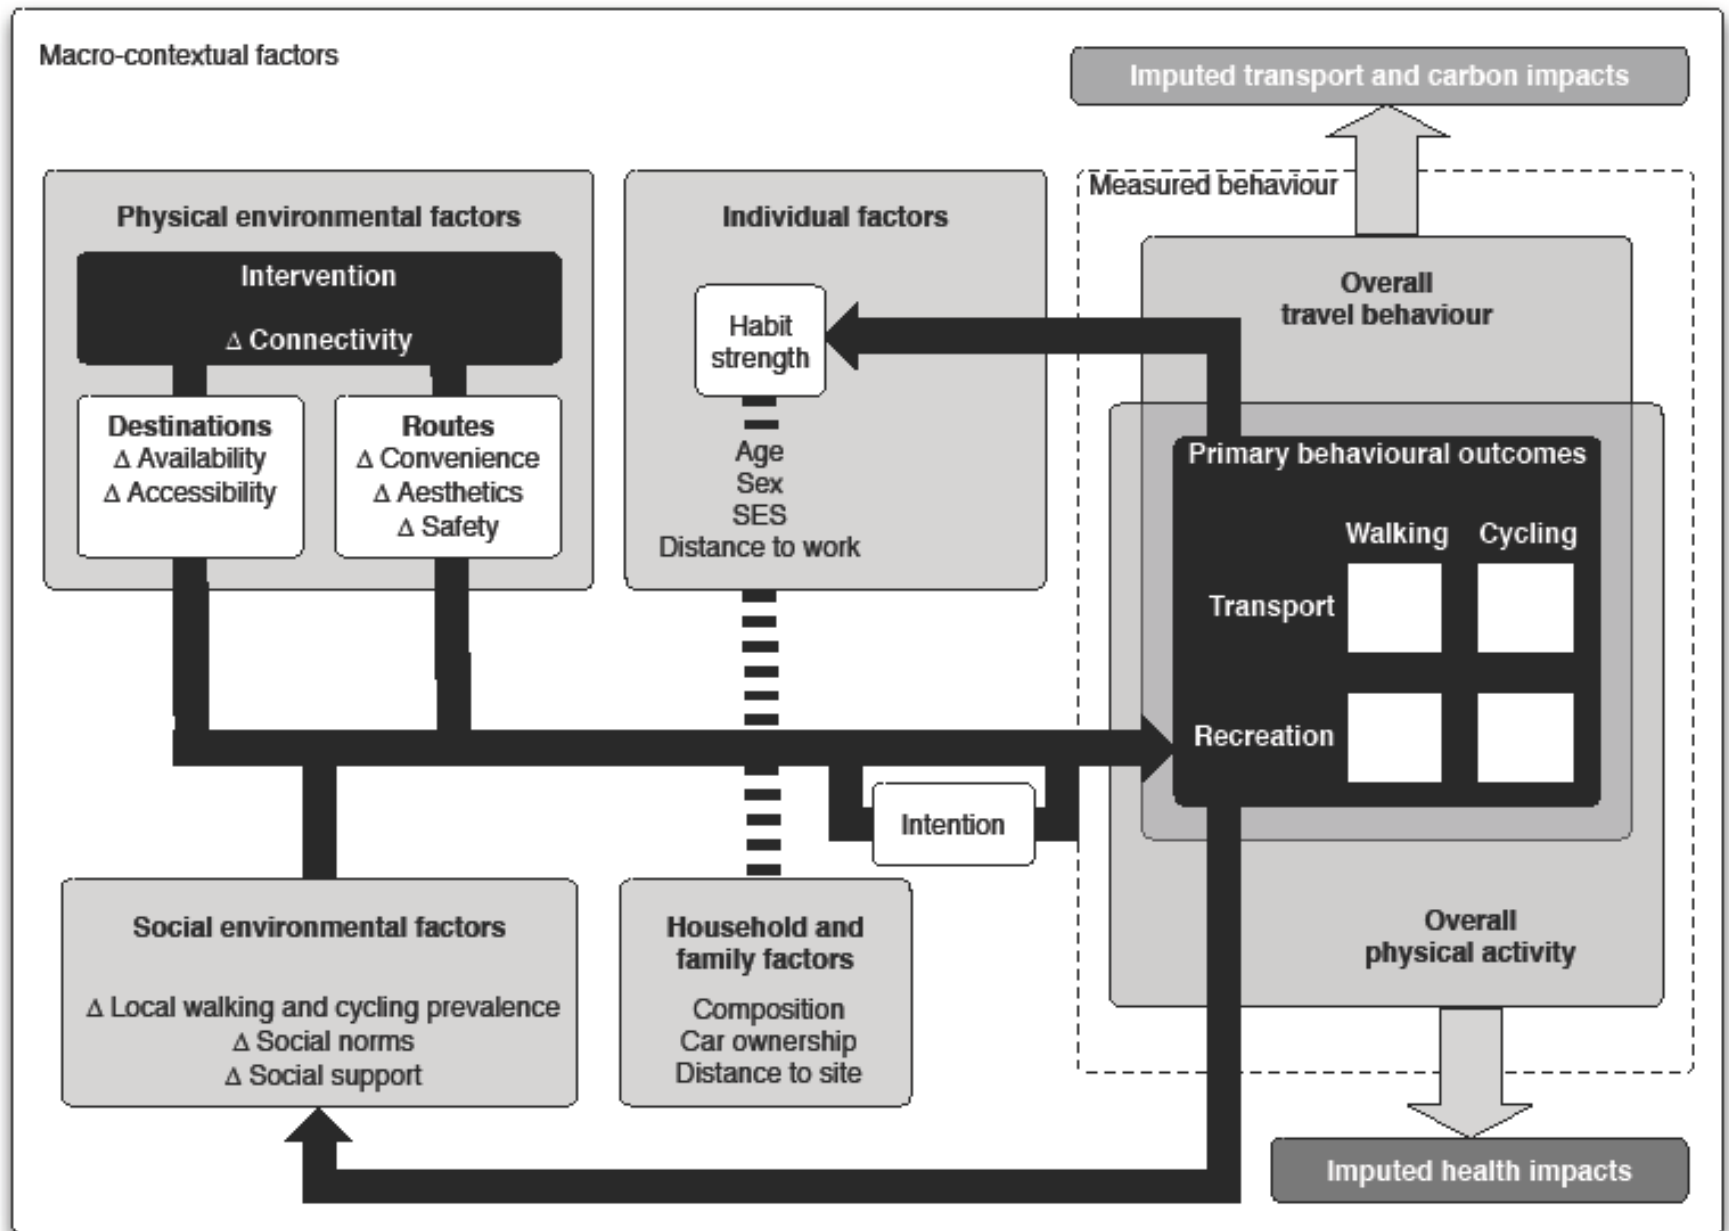 Macro-contextual factors
Imputed transport and carbon impacts
Physical environmental factors
Intervention
Δ Connectivity
Destinations
Δ Availability
Δ Accessibility
Routes
Δ Convenience
Δ Aesthetics
Δ Safety
Individual factors
Habit
strength
Age
Sex
SES
Distance to work
Measured behaviour
Overall
travel behaviour
Primary behavioural outcomes
Walking Cycling
Transport
Recreation
Intention
Social environmental factors
Δ Local walking and cycling prevalence
Δ Social norms
Δ Social support
Household and
family factors
Composition
Car ownership
Distance to site
Overall
physical activity
Imputed health impacts